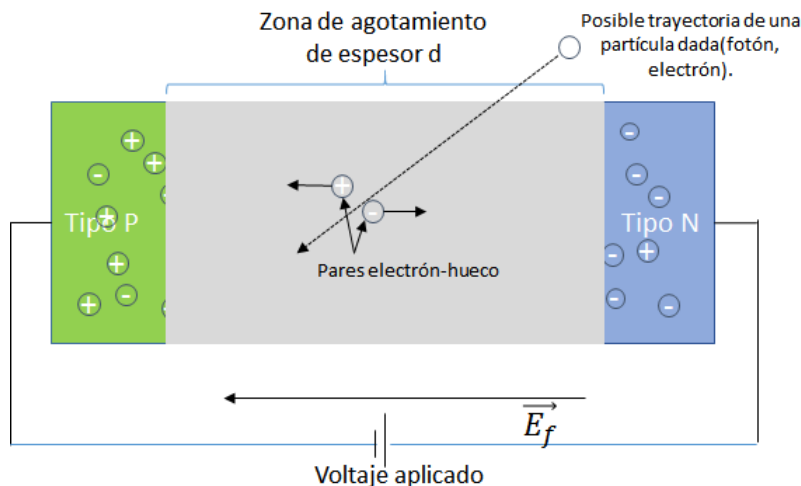 Zona de agotamiento
de espesor d
Posible trayectoria de una
partícula dada(fotón,
electrón).
Tipo P
Tipo N
+
-
Pares electrón-hueco
E_f
Voltaje aplicado